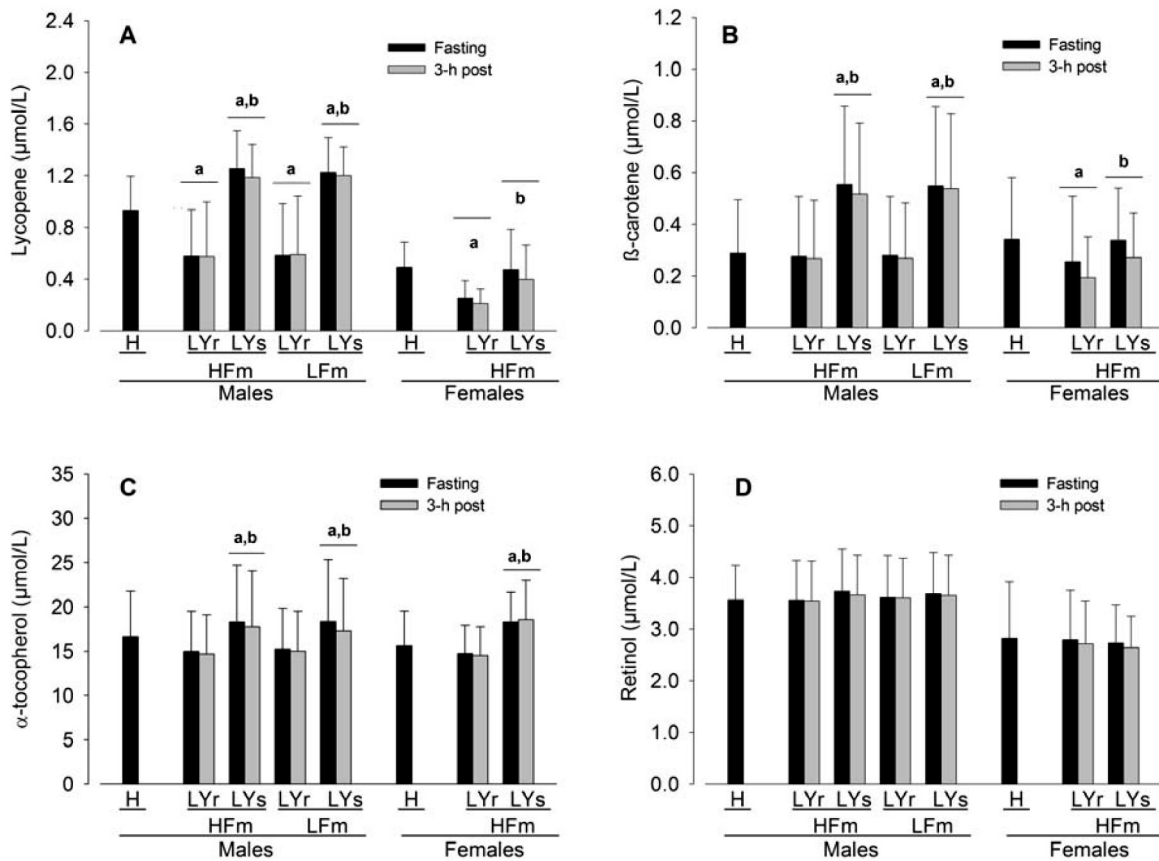 A
Fasting
3-h post
Lycopene (µmol/L)
2.4
2.0
1.6
1.2
0.8
0.4
0.0
a
a,b
a
a,b
a
b
H LYr LYs LYr LYs H LYr LYs
HFm LFm HFm
Males Females
B
Fasting
3-h post
ß-carotene (µmol/L)
1.2
1.0
0.8
0.6
0.4
0.2
0.0
a,b
a,b
a
b
H LYr LYs LYr LYs H LYr LYs
HFm LFm HFm
Males Females
C
Fasting
3-h post
α-tocopherol (µmol/L)
35
30
25
20
15
10
5
0
a,b
a,b
a,b
H LYr LYs LYr LYs H LYr LYs
HFm LFm HFm
Males Females
D
Fasting
3-h post
Retinol (µmol/L)
6.0
5.0
4.0
3.0
2.0
1.0
0.0
H LYr LYs LYr LYs H LYr LYs
HFm LFm HFm
Males Females